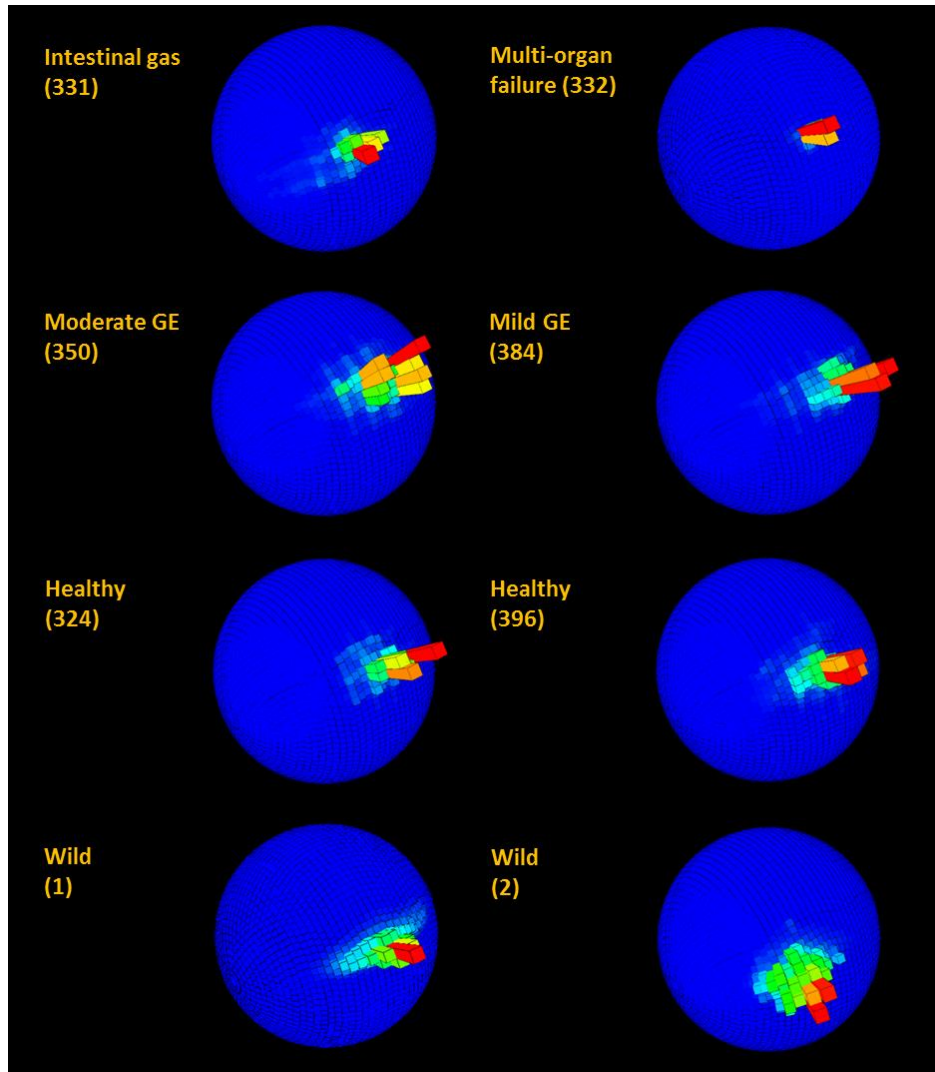 Intestinal gas
(331)
Multi-organ
failure (332)
Moderate GE
(350)
Mild GE
(384)
Healthy
(324)
Healthy
(396)
Wild
(1)
Wild
(2)